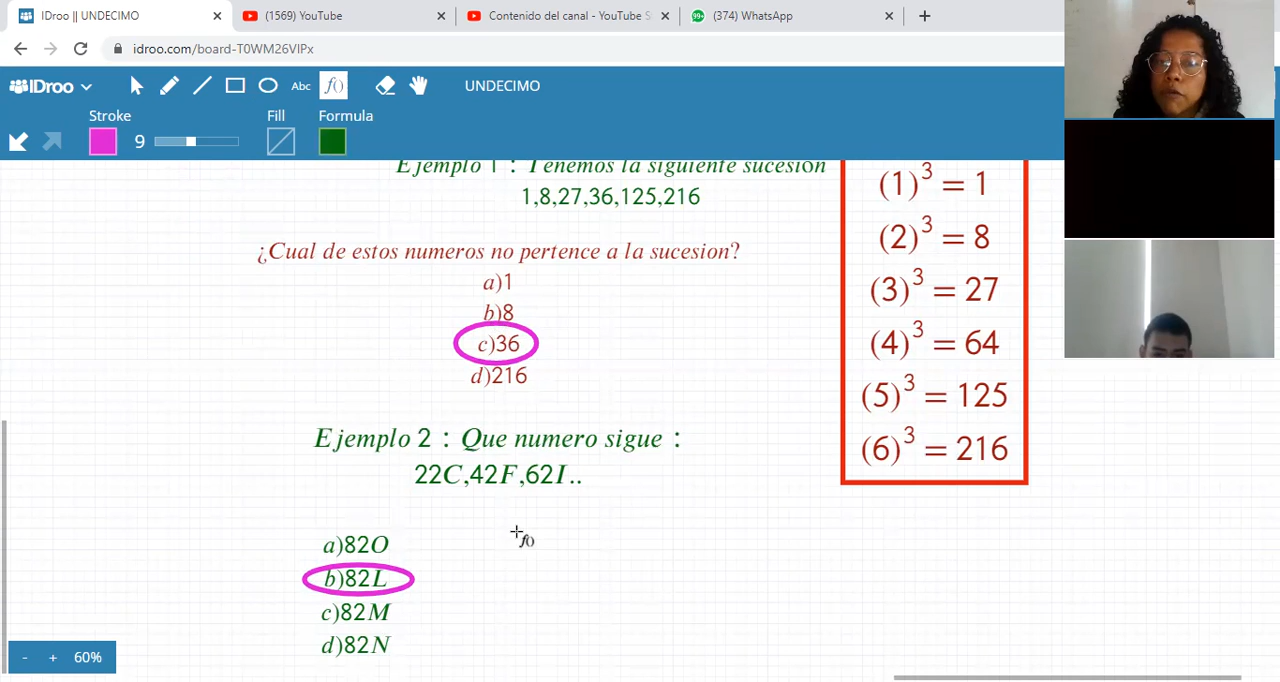 IDroo || UNDECIMO
(1569) YouTube
Contenido del canal - YouTube S
99+
(374) WhatsApp
idroo.com/board-T0WM26VIPx
IDroo
Abc
f()
UNDECIMO
Stroke
9
Fill
Formula
Ejemplo 1 : Tenemos la siguiente sucesion
1,8,27,36,125,216
¿Cual de estos numeros no pertence a la sucesion?
a)1
b)8
c)36
d)216
Ejemplo 2 : Que numero sigue :
22C,42F,62I..
f()
a)82O
b)82L
c)82M
d)82N
(1)³ = 1
(2)³ = 8
(3)³ = 27
(4)³ = 64
(5)³ = 125
(6)³ = 216
- + 60%